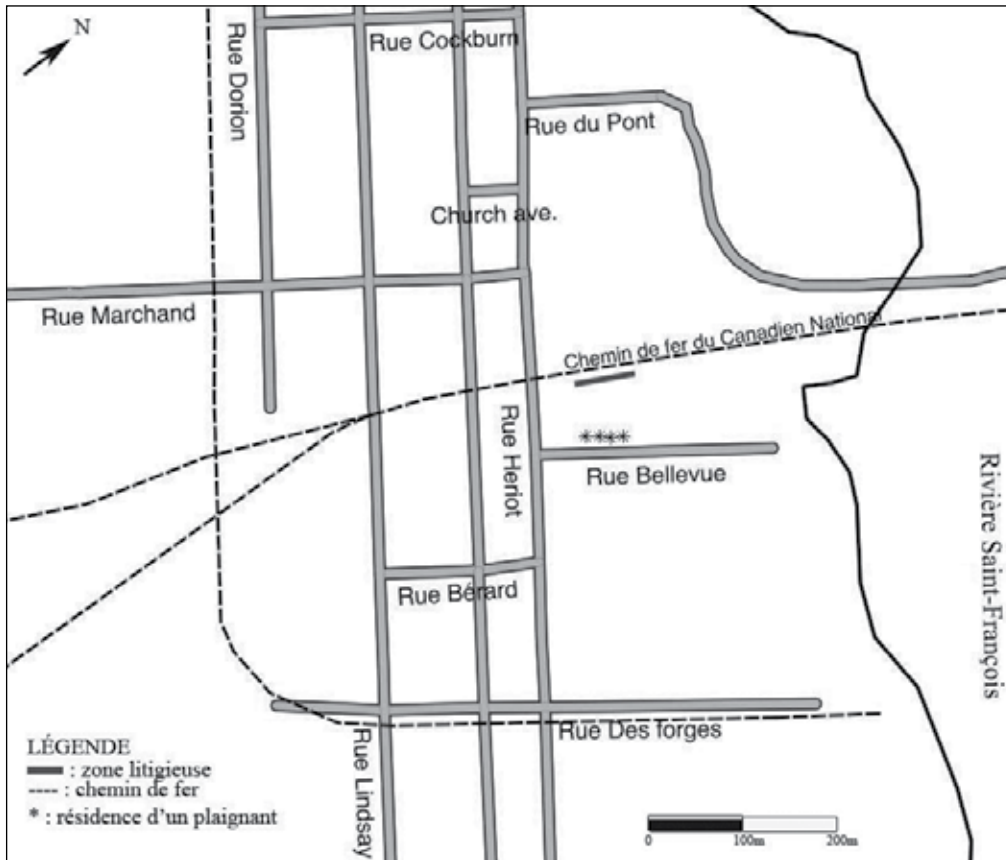 N
Rue Cockburn
Rue Dorion
Rue du Pont
Church ave.
Rue Marchand
Chemin de fer du Canadien National
Rue Heriot
****
Rue Bellevue
Rivière Saint-François
Rue Bérard
Rue Des forges
Rue Lindsay
LÉGENDE
: zone litigieuse
: chemin de fer
* : résidence d'un plaignant
0 100m 200m